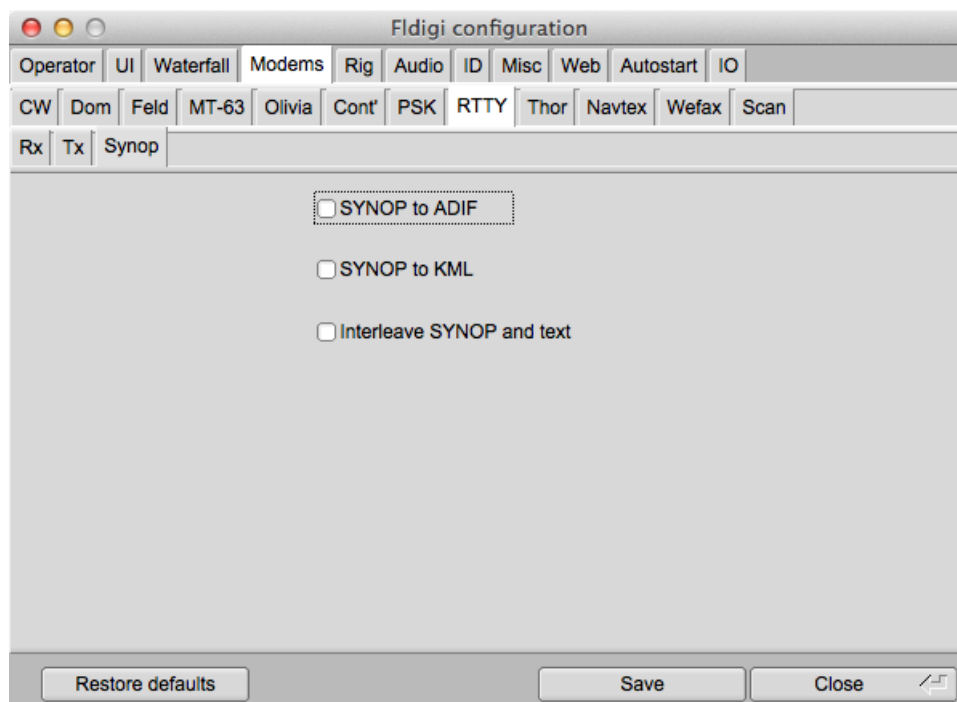 Fldigi configuration
Operator UI Waterfall Modems Rig Audio ID Misc Web Autostart IO
CW Dom Feld MT-63 Olivia Cont' PSK RTTY Thor Navtex Wefax Scan
Rx Tx Synop
SYNOP to ADIF
SYNOP to KML
Interleave SYNOP and text
Restore defaults Save Close